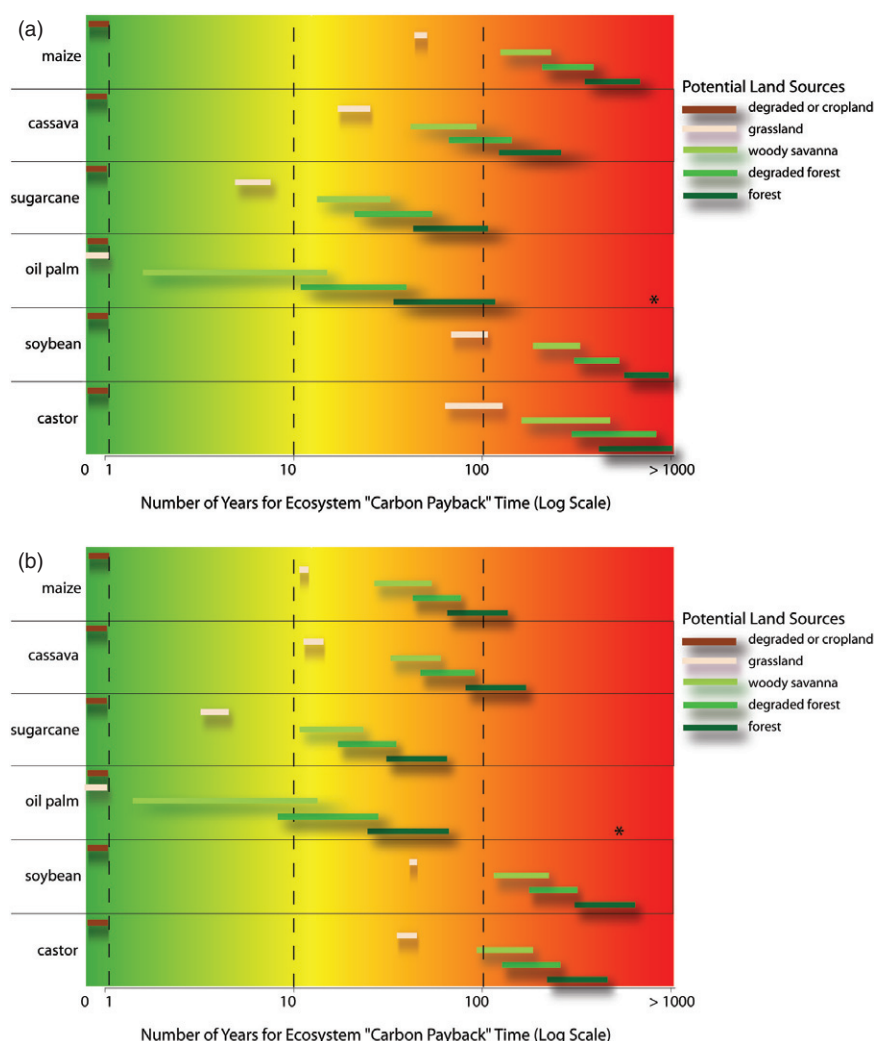 (a)
maize
cassava
sugarcane
oil palm
*
soybean
castor
0 1 10 100 > 1000
Number of Years for Ecosystem "Carbon Payback" Time (Log Scale)
Potential Land Sources
degraded or cropland
grassland
woody savanna
degraded forest
forest
(b)
maize
cassava
sugarcane
oil palm
*
soybean
castor
0 1 10 100 > 1000
Number of Years for Ecosystem "Carbon Payback" Time (Log Scale)
Potential Land Sources
degraded or cropland
grassland
woody savanna
degraded forest
forest